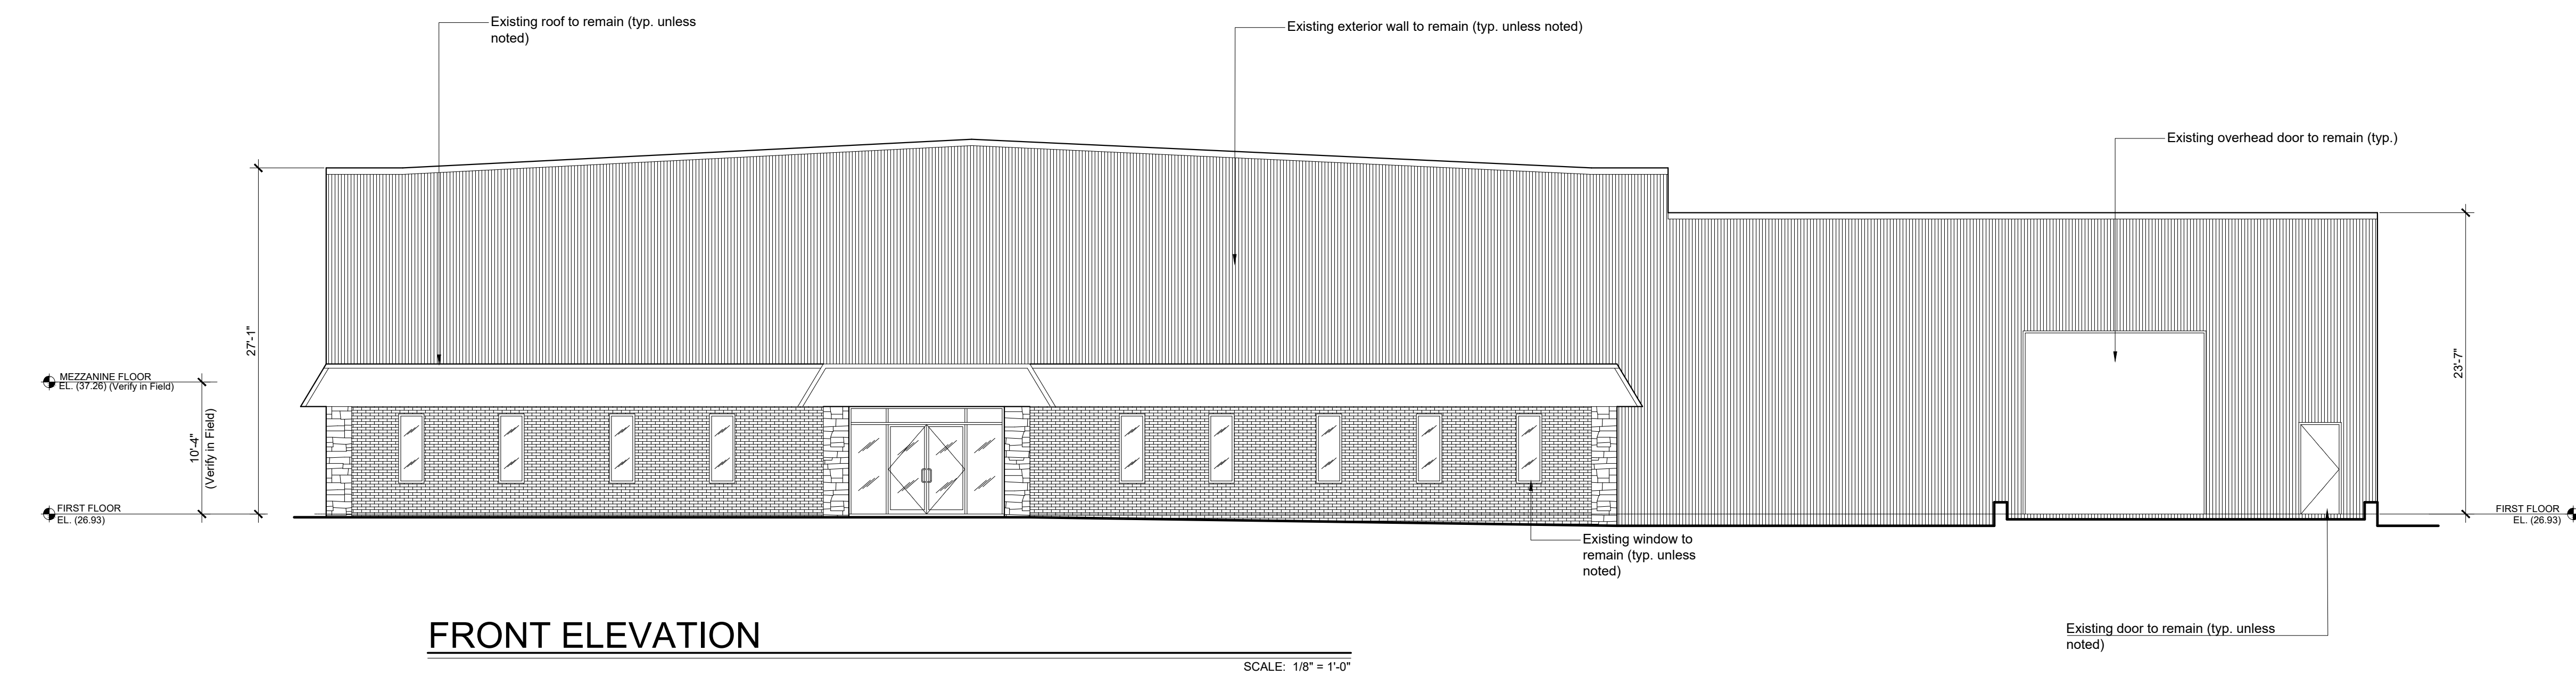 Existing roof to remain (typ. unless
noted)
Existing exterior wall to remain (typ. unless noted)
Existing overhead door to remain (typ.)
27'-1"
23'-7"
MEZZANINE FLOOR
EL. (37.26) (Verify in Field)
10'-4"
(Verify in Field)
FIRST FLOOR
EL. (26.93)
FIRST FLOOR
EL. (26.93)
Existing window to
remain (typ. unless
noted)
Existing door to remain (typ. unless
noted)
FRONT ELEVATION
SCALE: 1/8" = 1'-0"